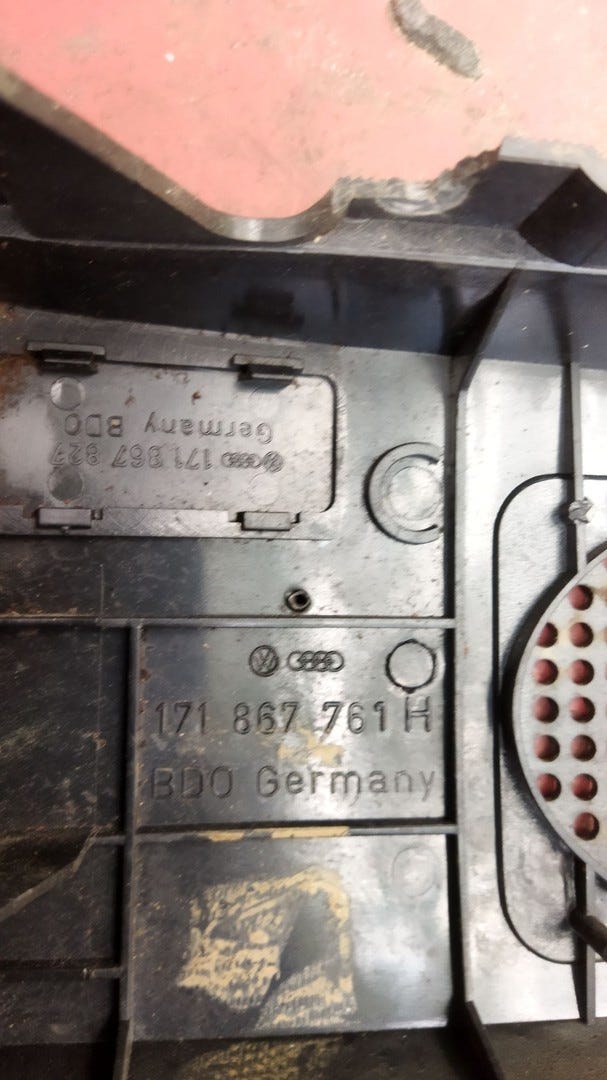 Germany BDO
171 867 827
171 867 761 H
BDO Germany